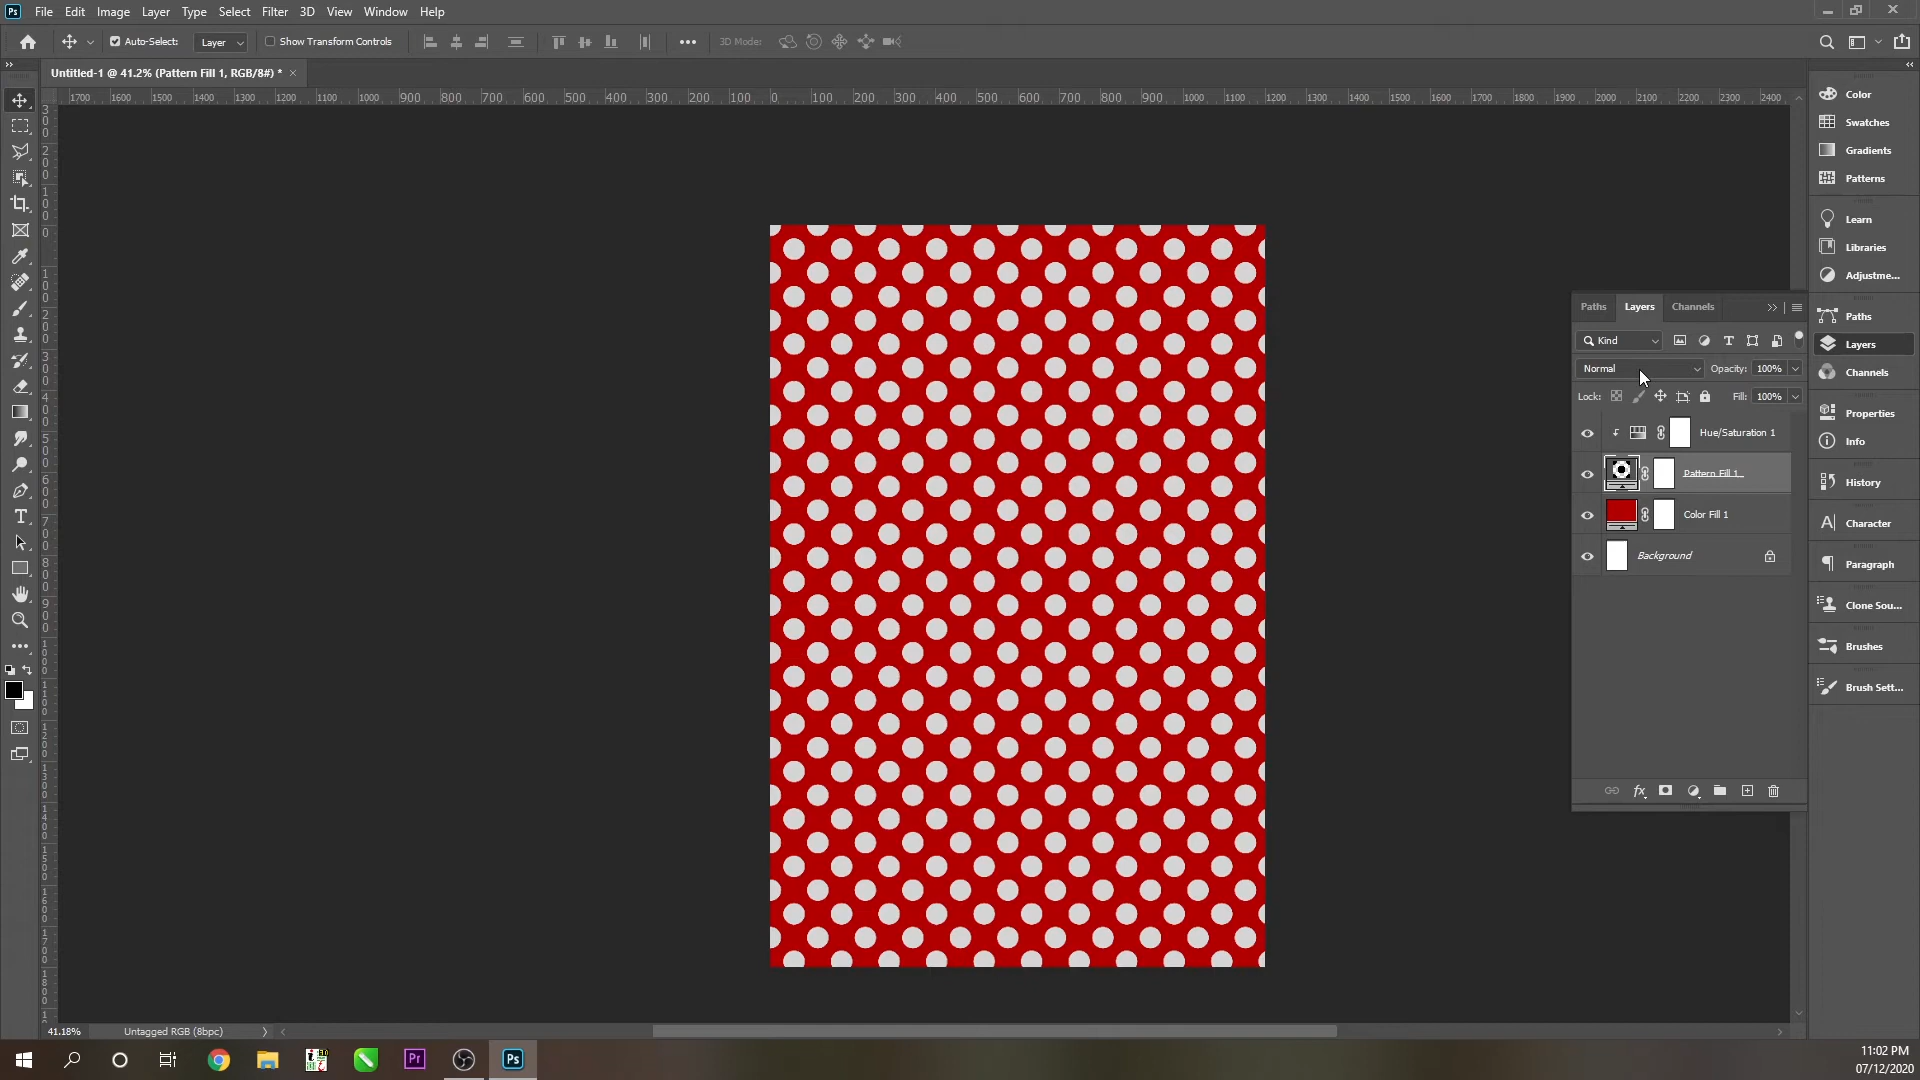 Ps File Edit Image Layer Type Select Filter 3D View Window Help
Auto-Select: Layer Show Transform Controls 3D Mode:
Untitled-1 @ 41.2% (Pattern Fill 1, RGB/8#) * ×
1700 1600 1500 1400 1300 1200 1100 1000 900 800 700 600 500 400 300 200 100 0 100 200 300 400 500 600 700 800 900 1000 1100 1200 1300 1400 1500 1600 1700 1800 1900 2000 2100 2200 2300 2400
Color
Swatches
Gradients
Patterns
Learn
Libraries
Adjustme...
Paths
Layers
Channels
Properties
Info
History
Character
Paragraph
Clone Sou...
Brushes
Brush Sett...
Paths Layers Channels
Kind
Normal Opacity: 100%
Lock: Fill: 100%
Hue/Saturation 1
Pattern Fill 1
Color Fill 1
Background
fx
41.18% Untagged RGB (8bpc)
Pr Ps
11:02 PM
07/12/2020